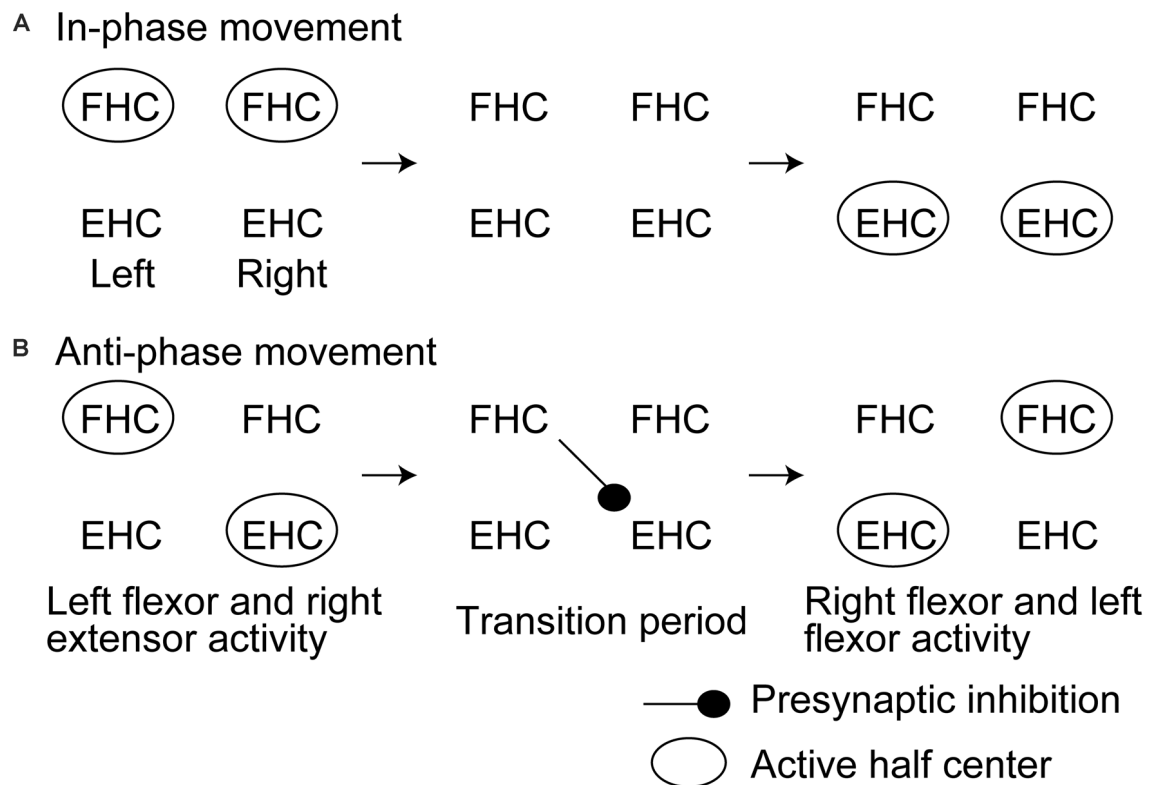 A In-phase movement
FHC FHC FHC FHC FHC FHC
EHC EHC EHC EHC EHC EHC
Left Right
B Anti-phase movement
FHC FHC FHC FHC FHC FHC
EHC EHC EHC EHC EHC EHC
Left flexor and right
extensor activity
Transition period
Right flexor and left
flexor activity
Presynaptic inhibition
Active half center